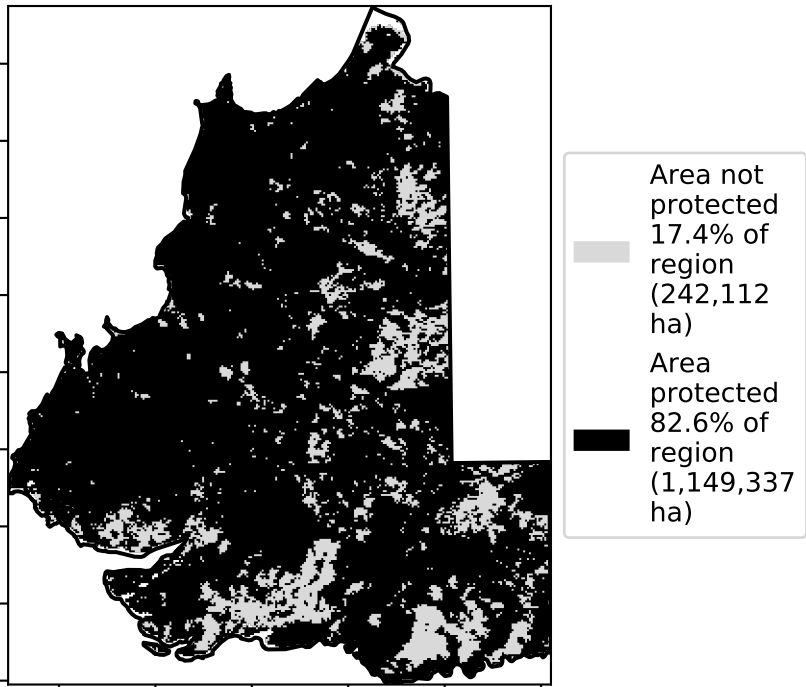 Area not
protected
17.4% of
region
(242,112
ha)
Area
protected
82.6% of
region
(1,149,337
ha)